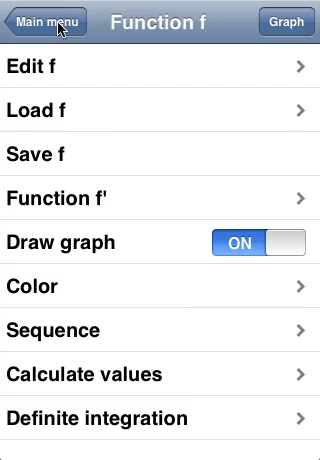 Main menu Function f Graph
Edit f
Load f
Save f
Function f'
Draw graph ON
Color
Sequence
Calculate values
Definite integration